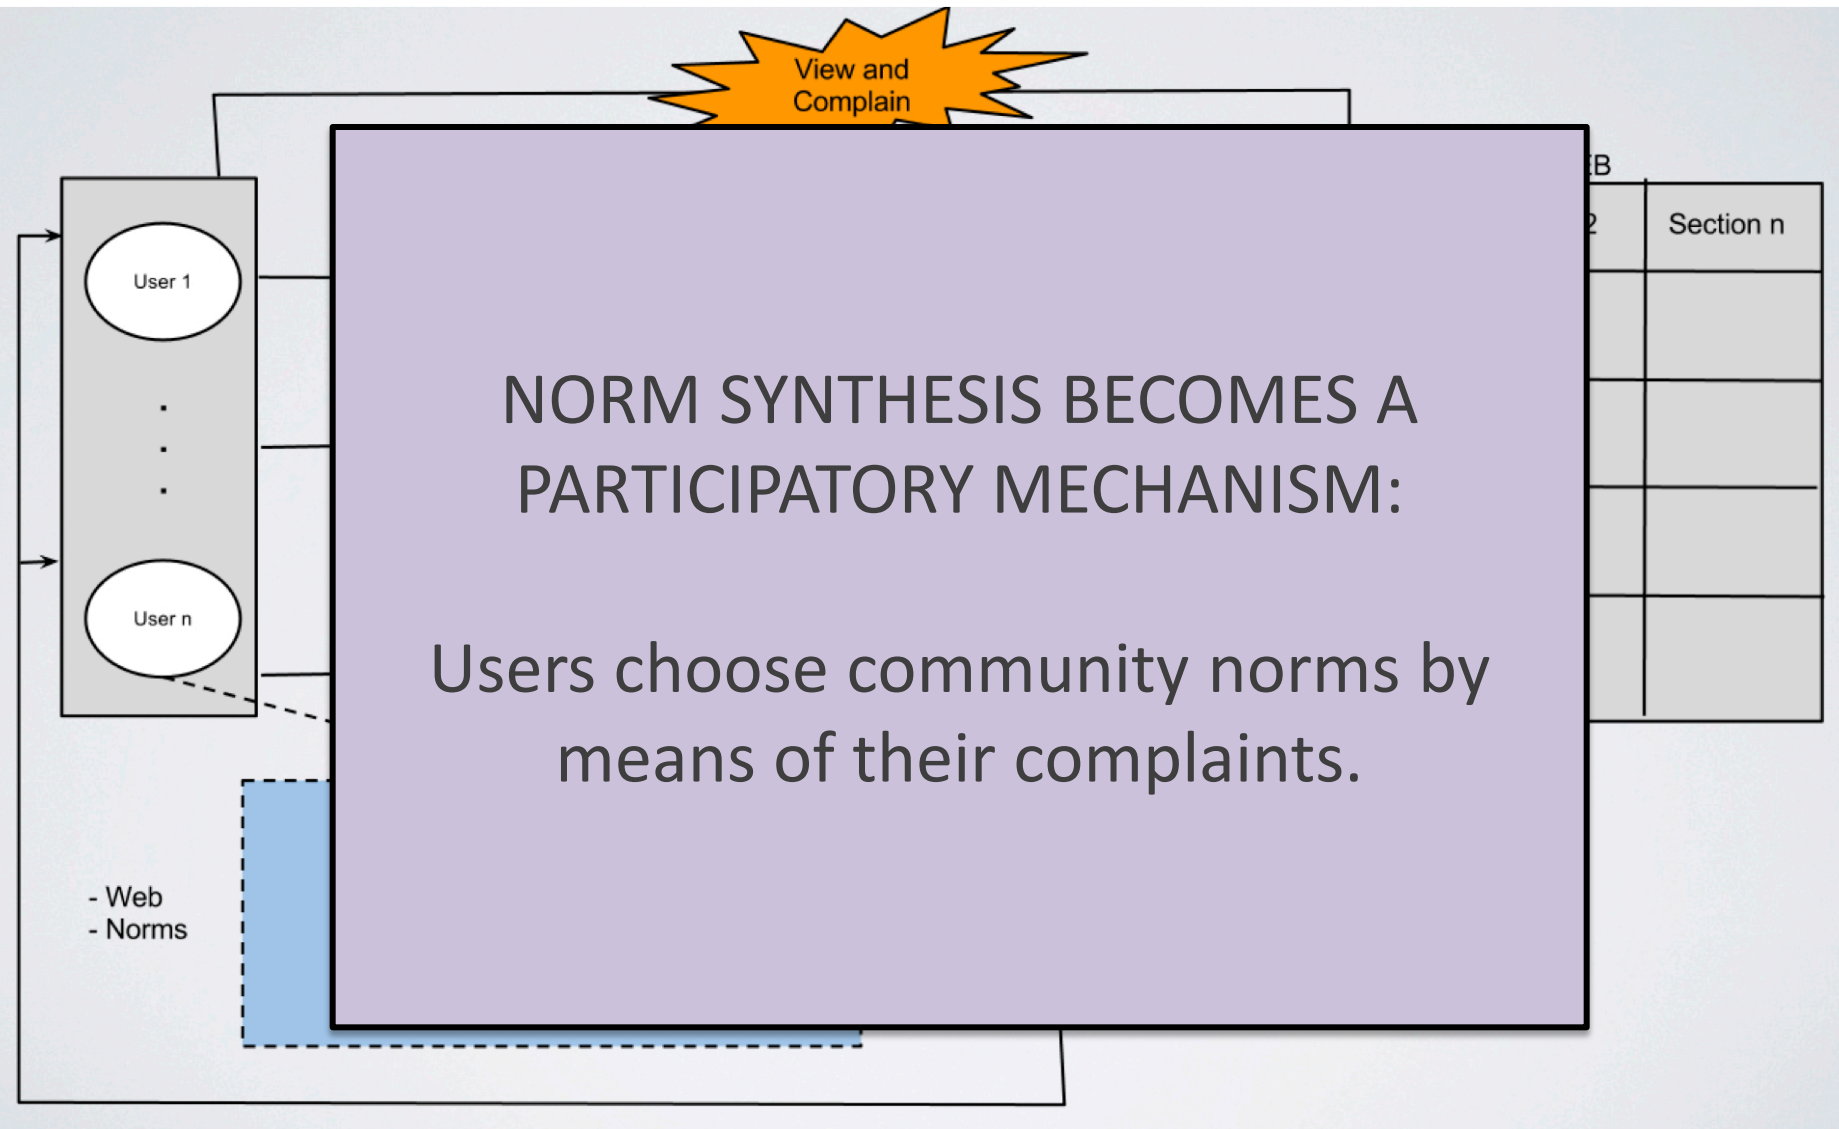 View and
Complain
Section n
User 1
.
.
.
User n
NORM SYNTHESIS BECOMES A
PARTICIPATORY MECHANISM:
Users choose community norms by
means of their complaints.
- Web
- Norms